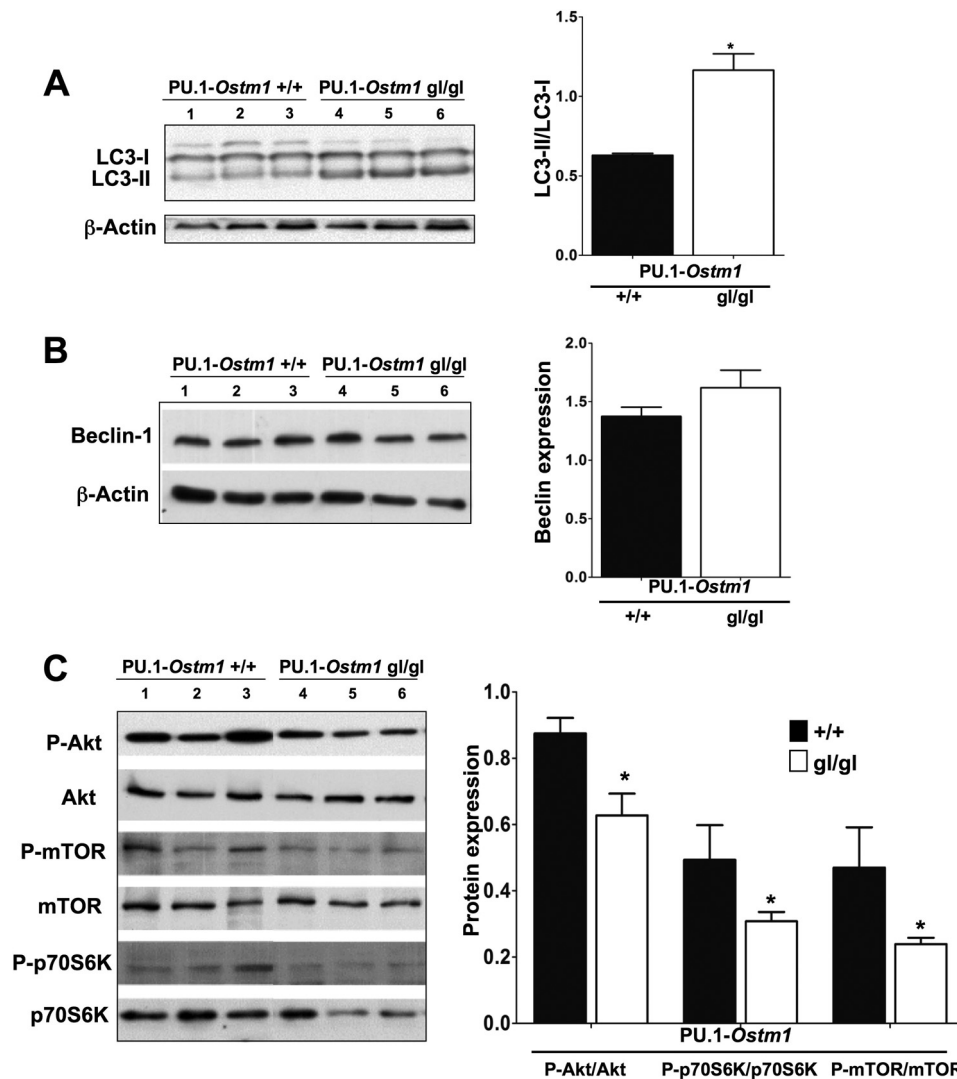 A
PU.1-Ostm1 +/+ PU.1-Ostm1 gl/gl
1 2 3 4 5 6
LC3-I
LC3-II
β-Actin
LC3-II/LC3-I
1.5
1.0
0.5
0.0
*
PU.1-Ostm1
+/+ gl/gl
B
PU.1-Ostm1 +/+ PU.1-Ostm1 gl/gl
1 2 3 4 5 6
Beclin-1
β-Actin
Beclin expression
2.0
1.5
1.0
0.5
0.0
PU.1-Ostm1
+/+ gl/gl
C
PU.1-Ostm1 +/+ PU.1-Ostm1 gl/gl
1 2 3 4 5 6
P-Akt
Akt
P-mTOR
mTOR
P-p70S6K
p70S6K
Protein expression
1.0
0.8
0.6
0.4
0.2
0.0
+/+
gl/gl
* * *
PU.1-Ostm1
P-Akt/Akt P-p70S6K/p70S6K P-mTOR/mTOR